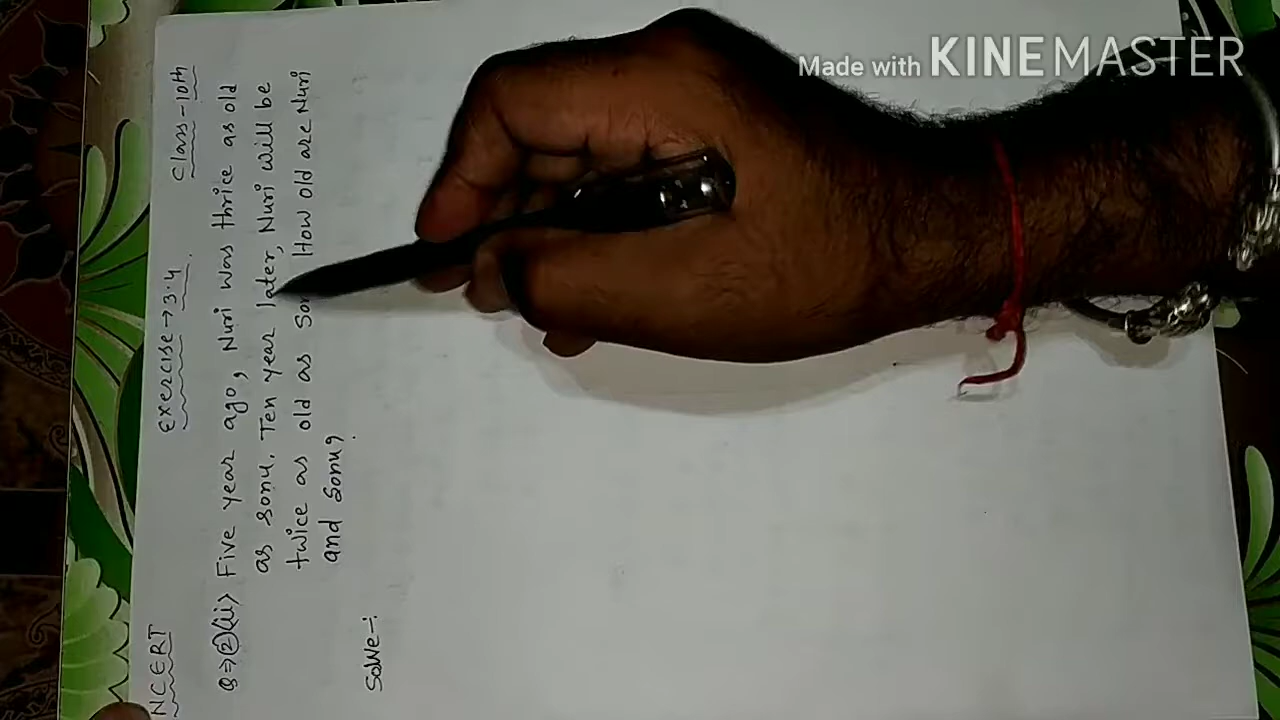 Made with KINEMASTER
NCERT Exercise→3.4. Class-10th
Q⇒②(ii)> Five year ago, Nuri was thrice as old
as sonu. Ten year later, Nuri will be
twice as old as How old are Nuri
and Sonu?
Solve-: